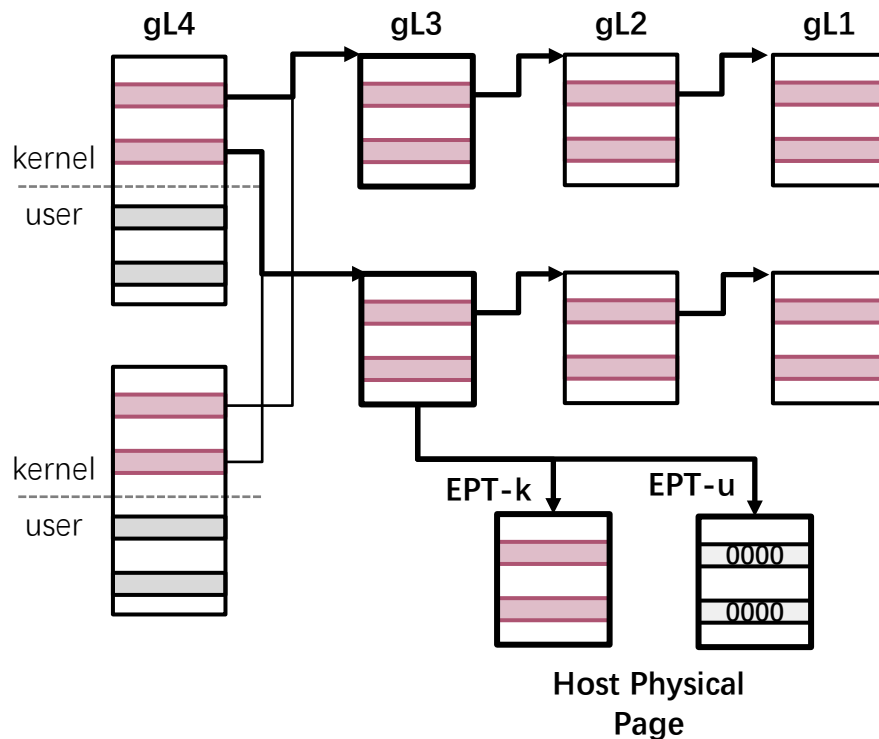 gL4 gL3 gL2 gL1
kernel
user
kernel
user
EPT-k EPT-u
0000
0000
Host Physical
Page